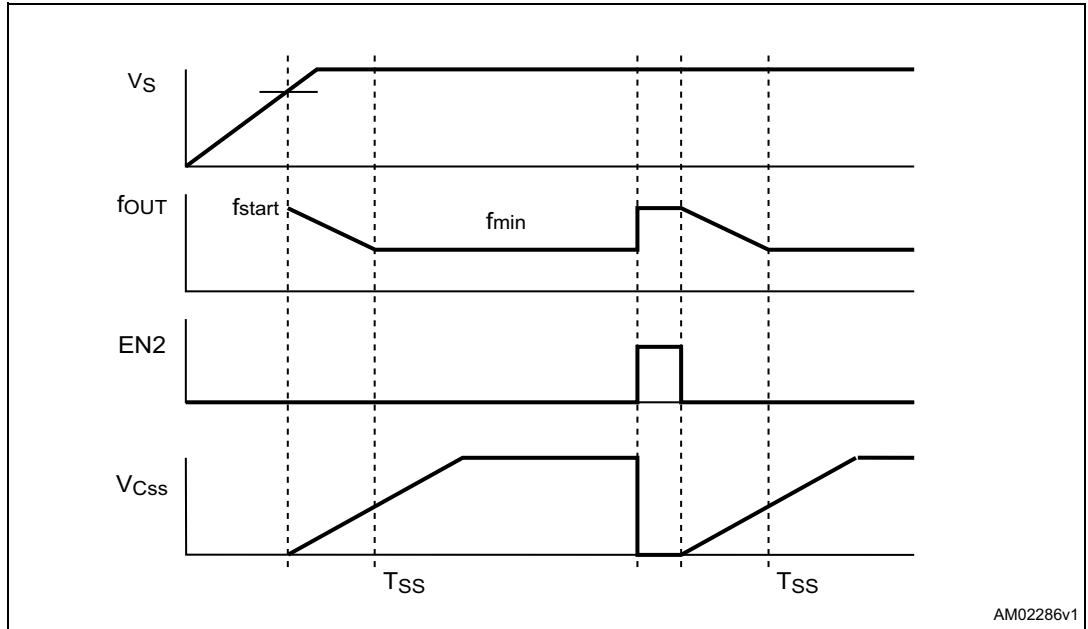 VS
fOUT
fstart
fmin
EN2
VCss
TSS
TSS
AM02286v1